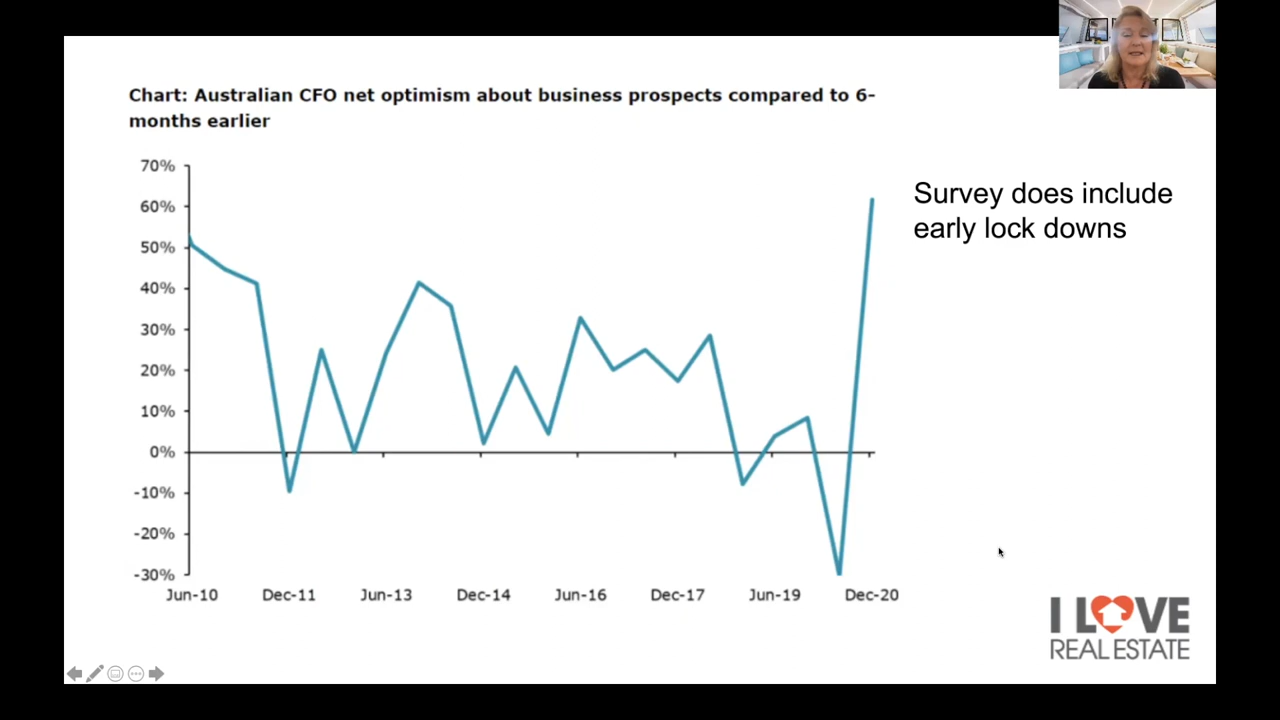 Chart: Australian CFO net optimism about business prospects compared to 6-
months earlier
70%
60%
50%
40%
30%
20%
10%
0%
-10%
-20%
-30%
Jun-10 Dec-11 Jun-13 Dec-14 Jun-16 Dec-17 Jun-19 Dec-20
Survey does include
early lock downs
I LOVE
REAL ESTATE